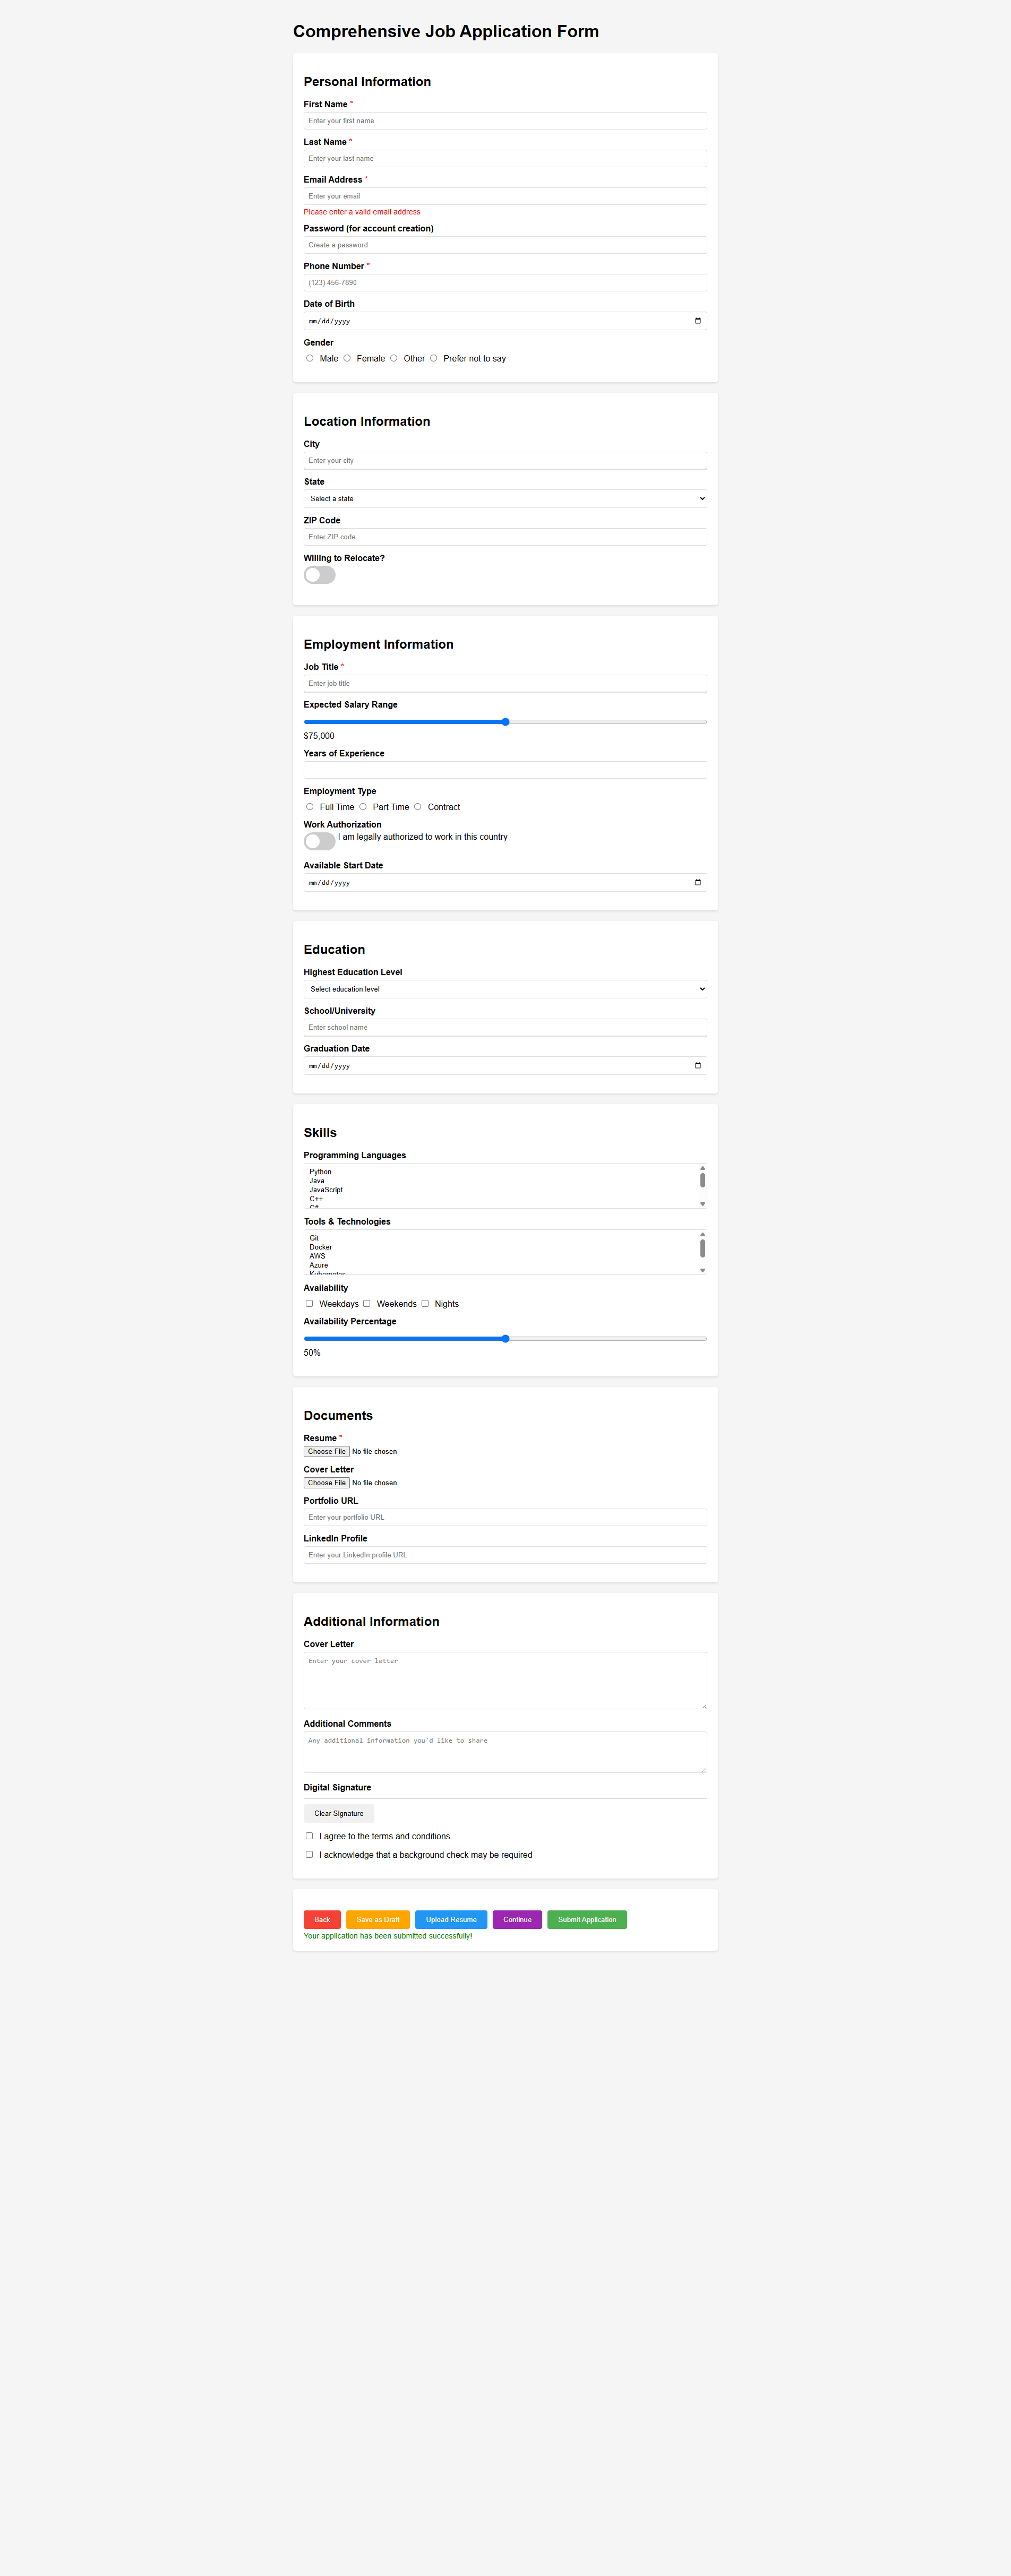 Comprehensive Job Application Form
Personal Information
First Name *
Enter your first name
Last Name *
Enter your last name
Email Address *
Enter your email
Please enter a valid email address
Password (for account creation)
Create a password
Phone Number *
(123) 456-7890
Date of Birth
mm/dd/yyyy
Gender
Male Female Other Prefer not to say
Location Information
City
Enter your city
State
Select a state
ZIP Code
Enter ZIP code
Willing to Relocate?
Employment Information
Job Title *
Enter job title
Expected Salary Range
$75,000
Years of Experience
Employment Type
Full Time Part Time Contract
Work Authorization
I am legally authorized to work in this country
Available Start Date
mm/dd/yyyy
Education
Highest Education Level
Select education level
School/University
Enter school name
Graduation Date
mm/dd/yyyy
Skills
Programming Languages
Python
Java
JavaScript
C++
C#
Tools & Technologies
Git
Docker
AWS
Azure
Kubernetes
Availability
Weekdays Weekends Nights
Availability Percentage
50%
Documents
Resume *
Choose File No file chosen
Cover Letter
Choose File No file chosen
Portfolio URL
Enter your portfolio URL
LinkedIn Profile
Enter your LinkedIn profile URL
Additional Information
Cover Letter
Enter your cover letter
Additional Comments
Any additional information you'd like to share
Digital Signature
Clear Signature
I agree to the terms and conditions
I acknowledge that a background check may be required
Back Save as Draft Upload Resume Continue Submit Application
Your application has been submitted successfully!